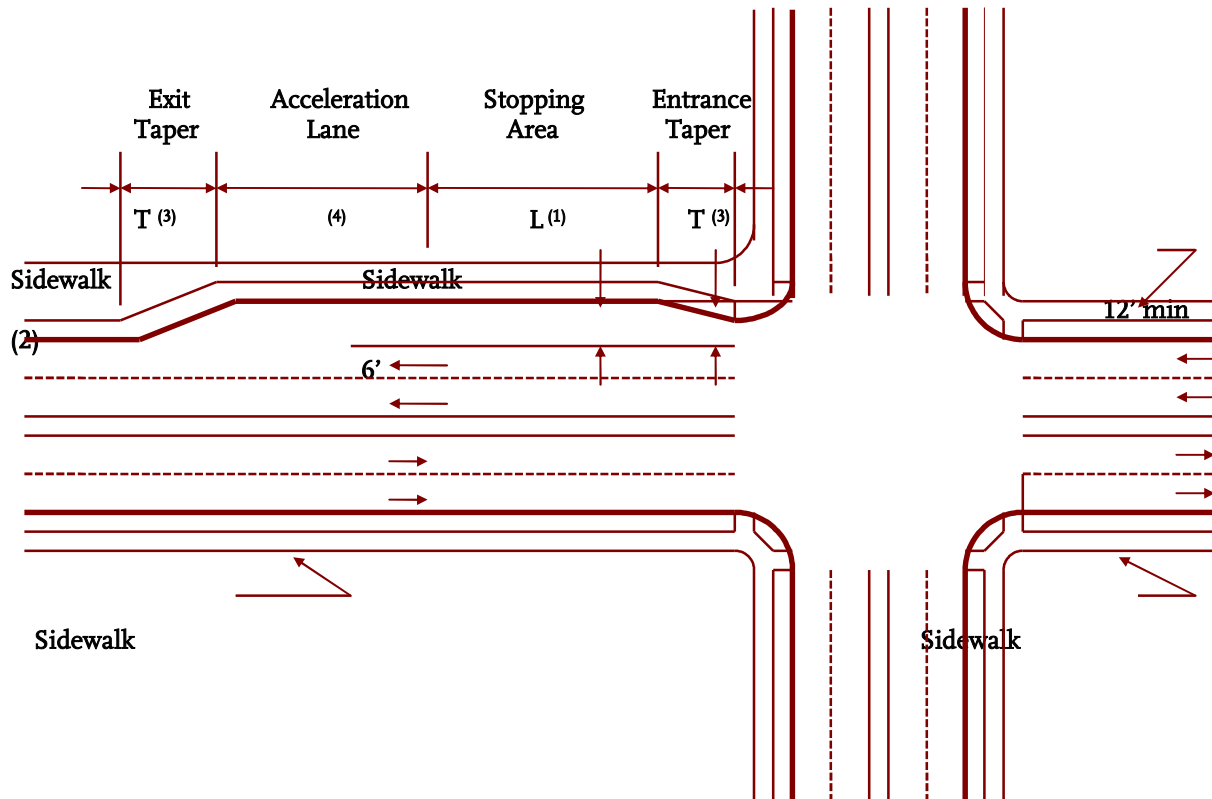 Exit
Taper
Acceleration
Lane
Stopping
Area
Entrance
Taper
T (3)
(4)
L (1)
T (3)
Sidewalk
Sidewalk
12' min
(2)
6'
Sidewalk
Sidewalk